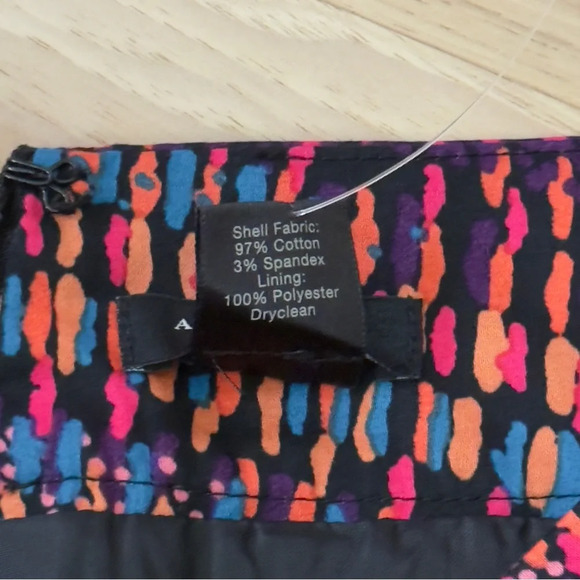 Shell Fabric:
97% Cotton
3% Spandex
Lining:
100% Polyester
Dryclean
A